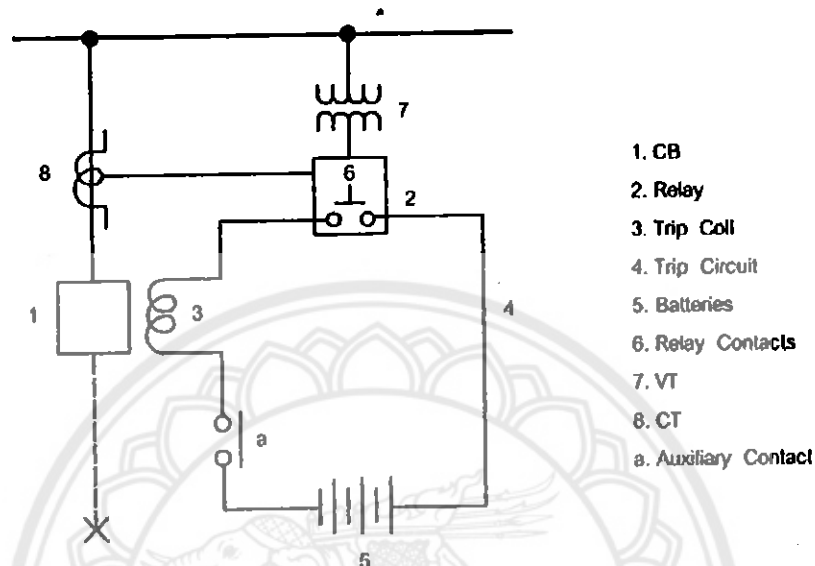 7
8
6
2
1
3
4
a
5
1. CB
2. Relay
3. Trip Coil
4. Trip Circuit
5. Batteries
6. Relay Contacts
7. VT
8. CT
a. Auxiliary Contact